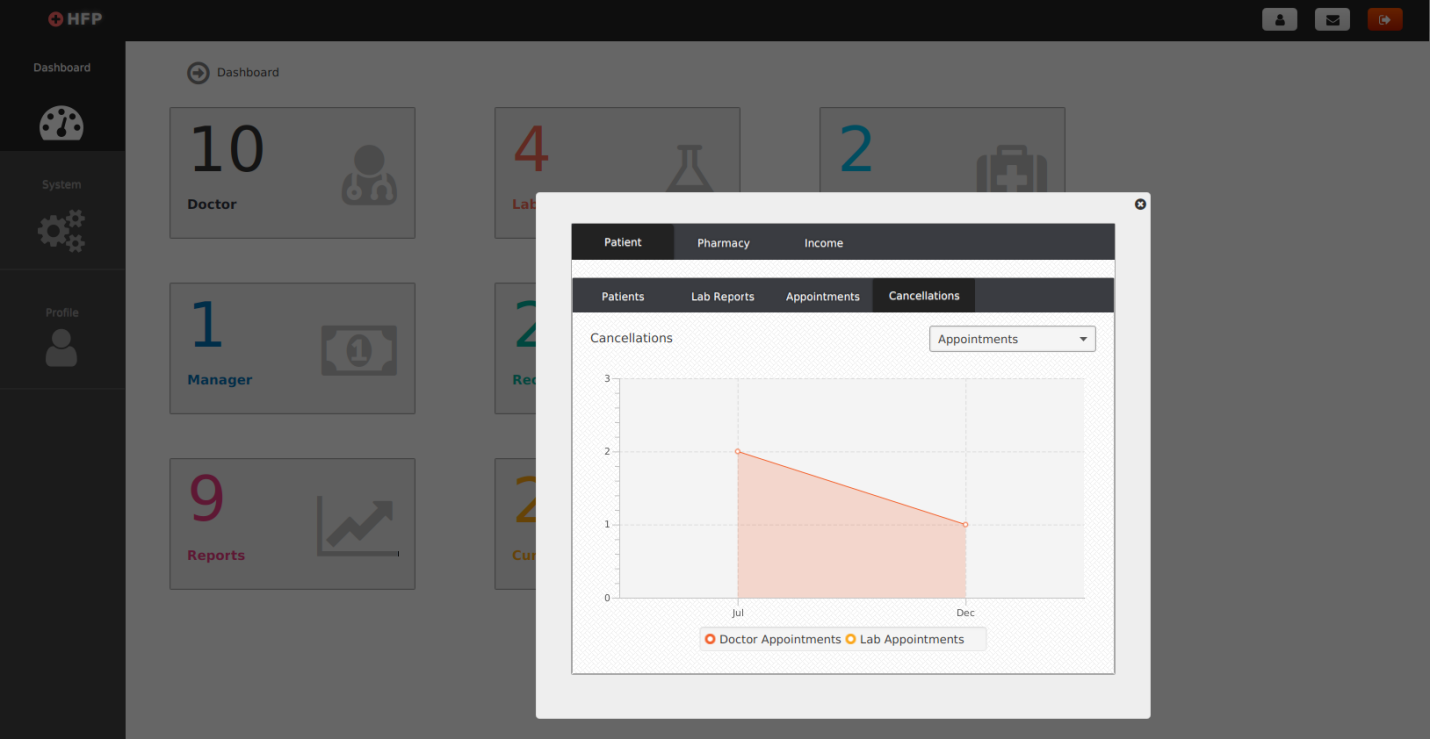 HFP
Dashboard
System
Profile
Dashboard
10
Doctor
4
Lab
2
1
Manager
2
Rec
9
Reports
2
Cur
Patient Pharmacy Income
Patients Lab Reports Appointments Cancellations
Cancellations
Appointments
3
2
1
0
Jul Dec
Doctor Appointments Lab Appointments